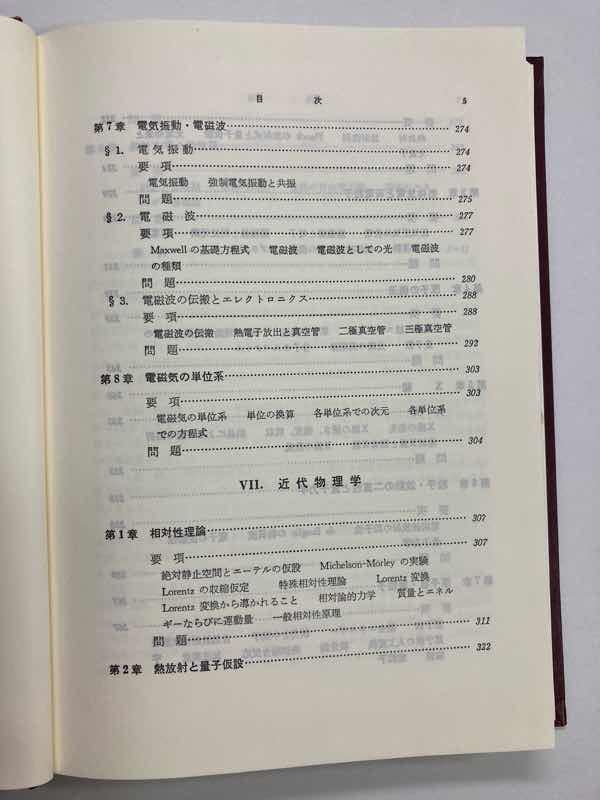 目　　次　　5
第7章　電気振動・電磁波 274
§1.　電気振動 274
要　項 274
電気振動　強制電気振動と共振
問　題 275
§2.　電　磁　波 277
要　項 277
Maxwell の基礎方程式　電磁波　電磁波としての光　電磁波
の種類
問　題 280
§3.　電磁波の伝搬とエレクトロニクス 288
要　項 288
電磁波の伝搬　熱電子放出と真空管　二極真空管　三極真空管
問　題 292
第8章　電磁気の単位系 303
要　項 303
電磁気の単位系　単位の換算　各単位系での次元　各単位系
での方程式
問　題 304
VII.　近代物理学
第1章　相対性理論 307
要　項 307
絶対静止空間とエーテルの仮設　Michelson-Morley の実験
Lorentz の収縮仮定　特殊相対性理論　Lorentz 変換
Lorentz 変換から導かれること　相対論的力学　質量とエネル
ギーならびに運動量　一般相対性原理
問　題 311
第2章　熱放射と量子仮設 322